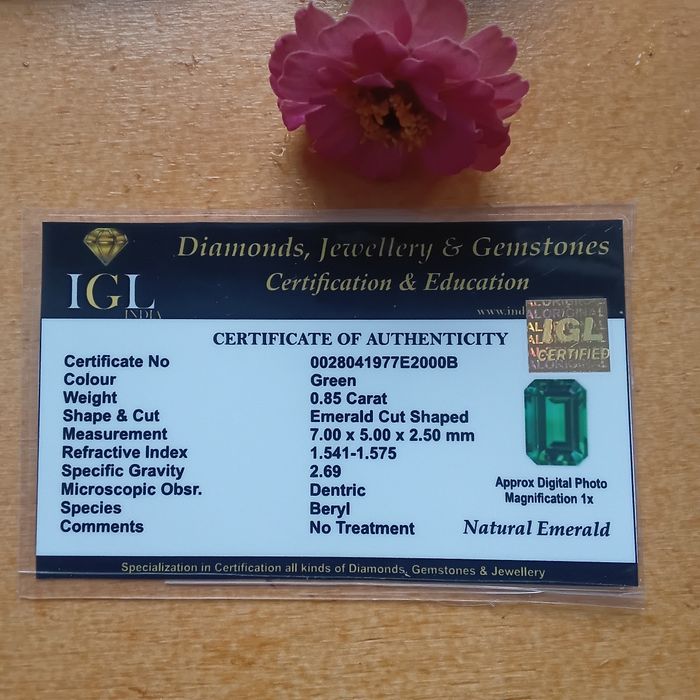 Diamonds, Jewellery & Gemstones
Certification & Education
IGL
INDIA
CERTIFICATE OF AUTHENTICITY
IGL
CERTIFIED
Certificate No 0028041977E2000B
Colour Green
Weight 0.85 Carat
Shape & Cut Emerald Cut Shaped
Measurement 7.00 x 5.00 x 2.50 mm
Refractive Index 1.541-1.575
Specific Gravity 2.69
Microscopic Obsr. Dentric
Species Beryl
Comments No Treatment
Approx Digital Photo
Magnification 1x
Natural Emerald
Specialization in Certification all kinds of Diamonds, Gemstones & Jewellery